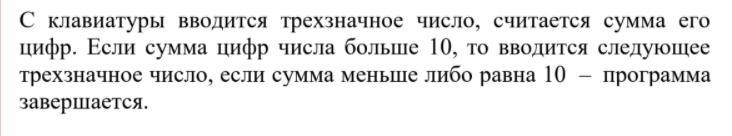 С клавиатуры вводится трехзначное число, считается сумма его
цифр. Если сумма цифр числа больше 10, то вводится следующее
трехзначное число, если сумма меньше либо равна 10 – программа
завершается.